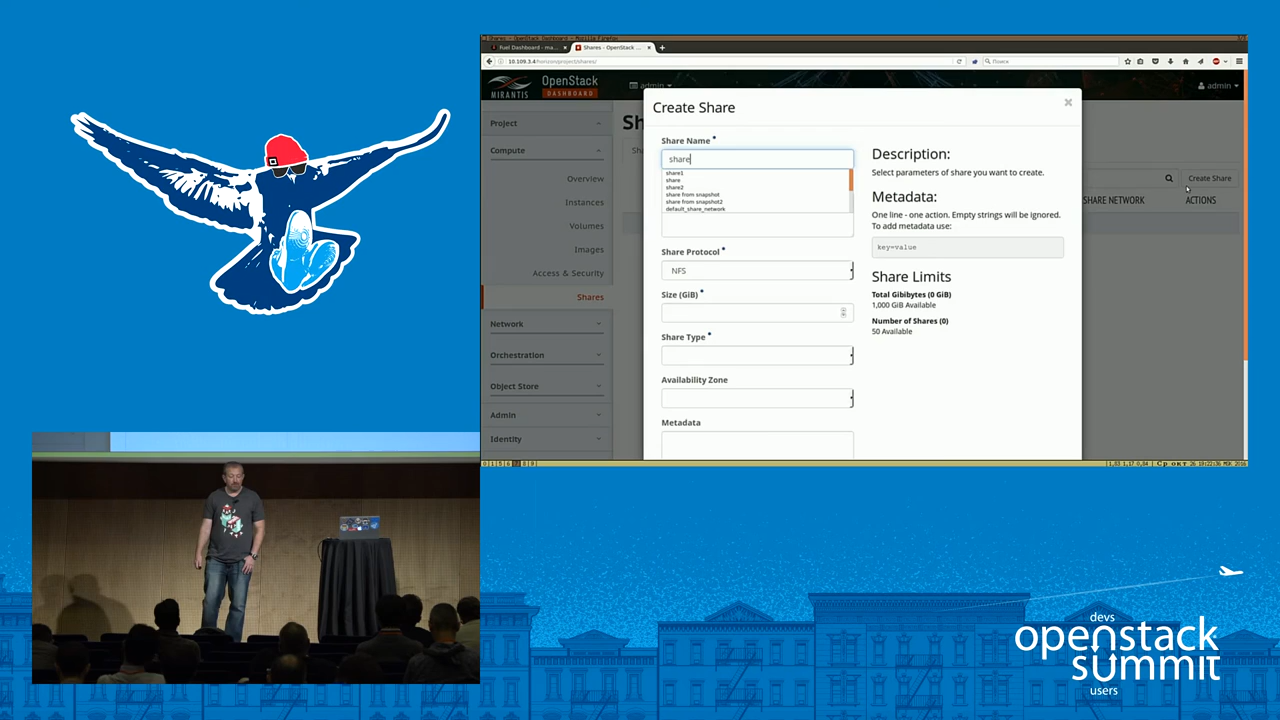 Shares - OpenStack Dashboard - Mozilla Firefox
Fuel Dashboard - ma...
Shares - OpenStack ...
10.109.3.4/horizon/project/shares/
Поиск
MIRANTIS
OpenStack
DASHBOARD
admin
admin
Project
Compute
Overview
Instances
Volumes
Images
Access & Security
Shares
Network
Orchestration
Object Store
Admin
Identity
Sh
Sha
Create Share
SHARE NETWORK
ACTIONS
Create Share
Share Name *
share
share1
share
share2
share from snapshot
share from snapshot2
default_share_network
Share Protocol *
NFS
Size (GiB) *
Share Type *
Availability Zone
Metadata
Description:
Select parameters of share you want to create.
Metadata:
One line - one action. Empty strings will be ignored.
To add metadata use:
key=value
Share Limits
Total Gibibytes (0 GiB)
1,000 GiB Available
Number of Shares (0)
50 Available
devs
openstack
summit
users